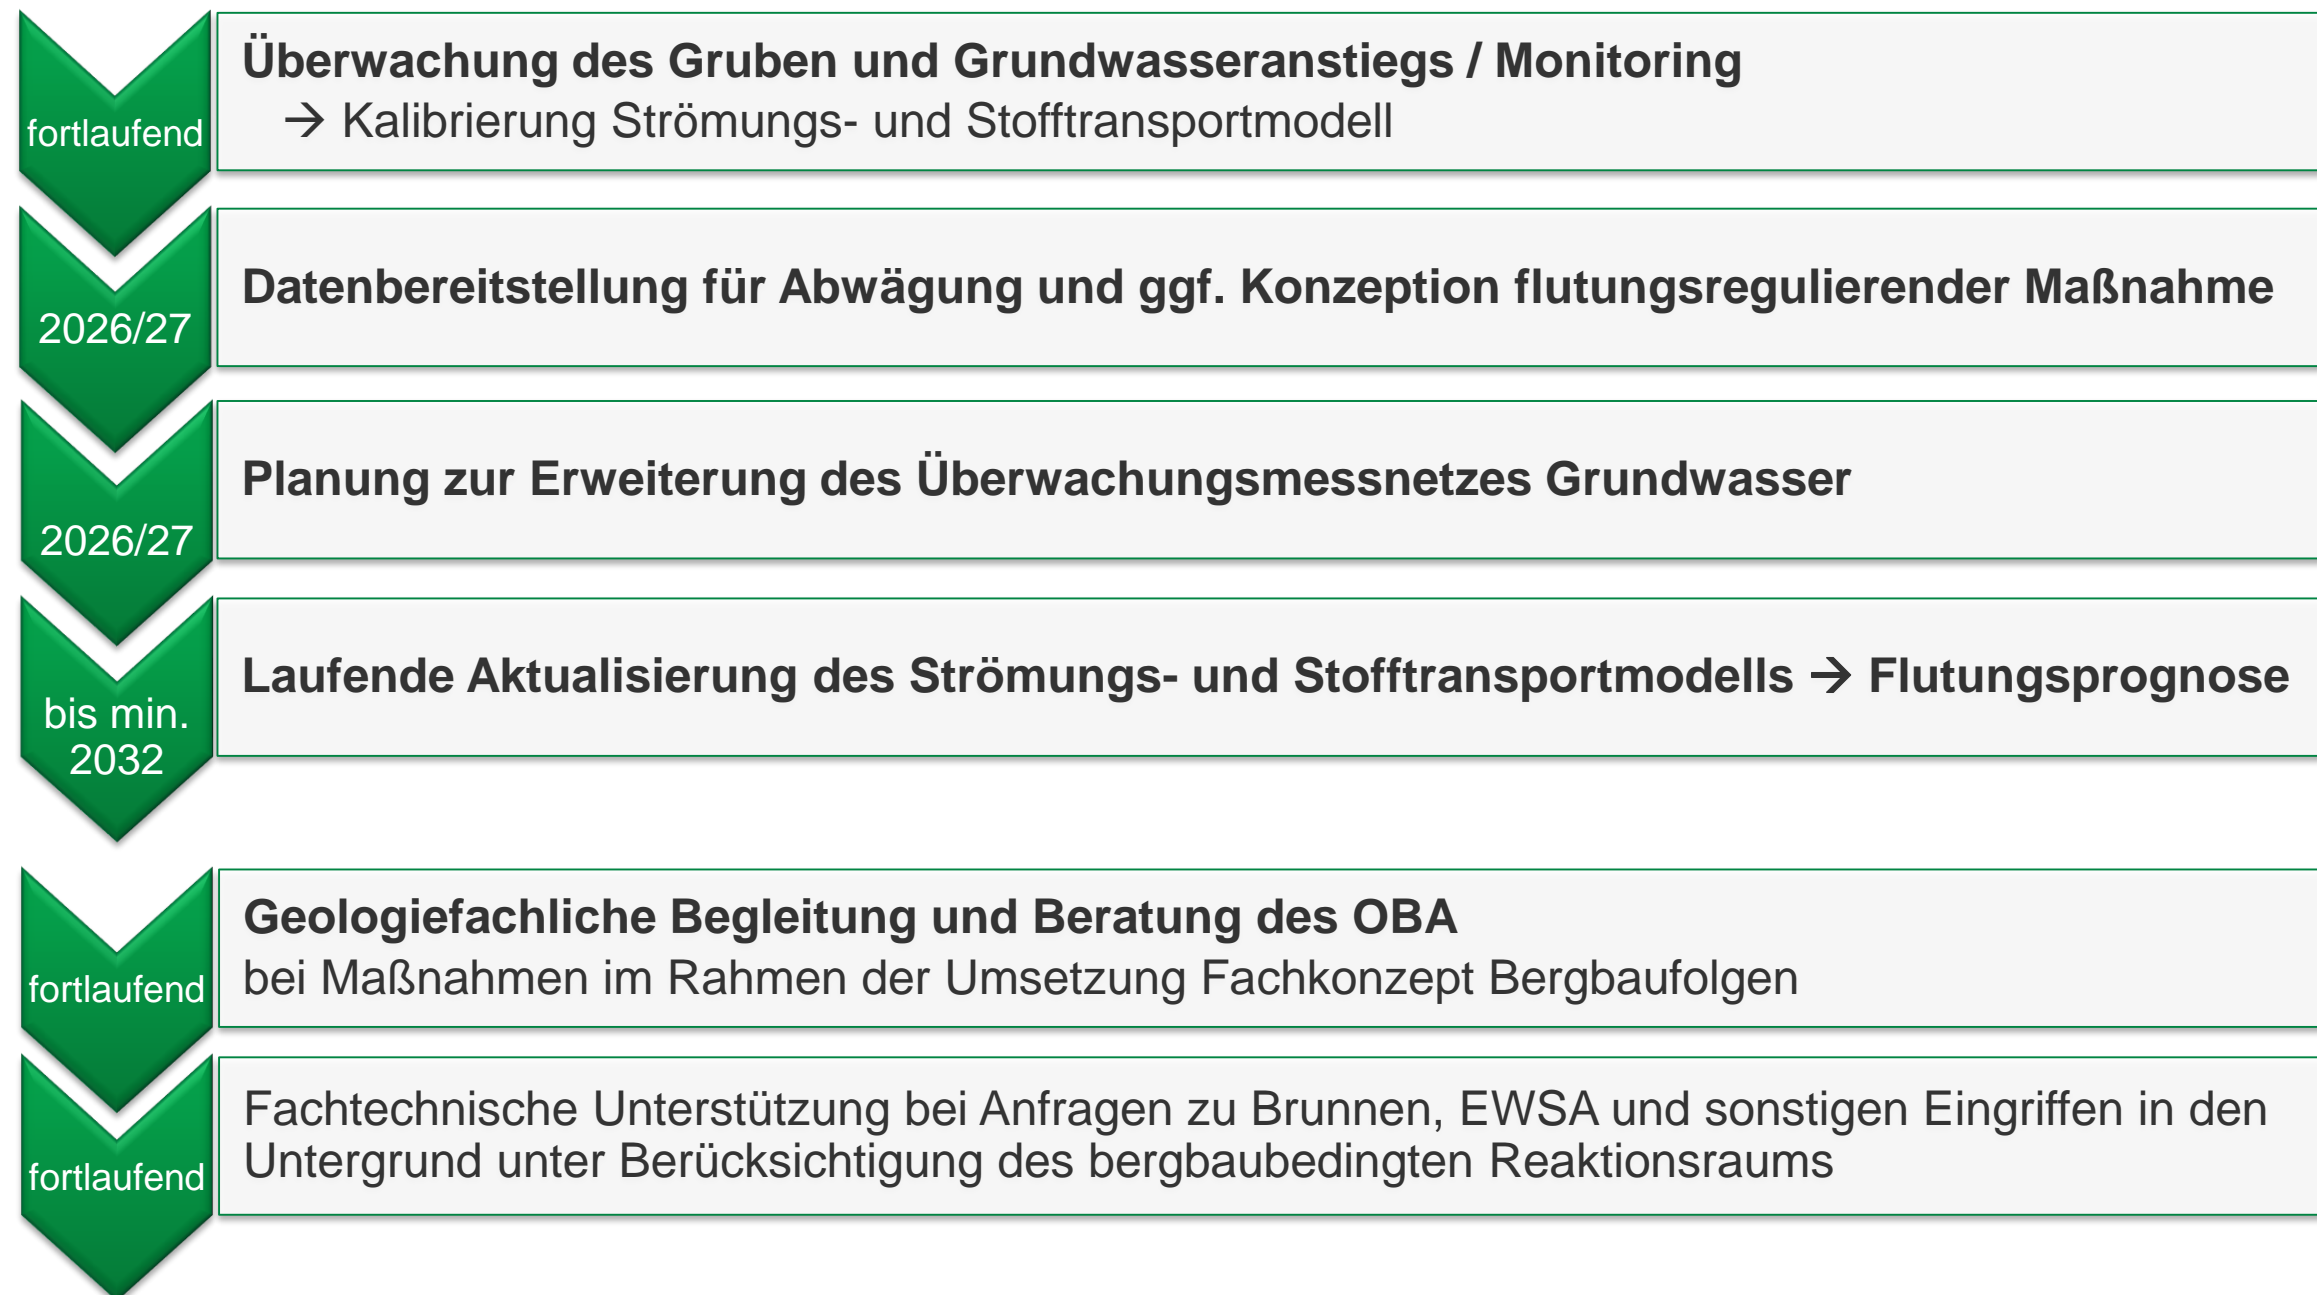 fortlaufend
Überwachung des Gruben und Grundwasseranstiegs / Monitoring
→ Kalibrierung Strömungs- und Stofftransportmodell
2026/27
Datenbereitstellung für Abwägung und ggf. Konzeption flutungsregulierender Maßnahme
2026/27
Planung zur Erweiterung des Überwachungsmessnetzes Grundwasser
bis min.
2032
Laufende Aktualisierung des Strömungs- und Stofftransportmodells → Flutungsprognose
fortlaufend
Geologiefachliche Begleitung und Beratung des OBA
bei Maßnahmen im Rahmen der Umsetzung Fachkonzept Bergbaufolgen
fortlaufend
Fachtechnische Unterstützung bei Anfragen zu Brunnen, EWSA und sonstigen Eingriffen in den
Untergrund unter Berücksichtigung des bergbaubedingten Reaktionsraums